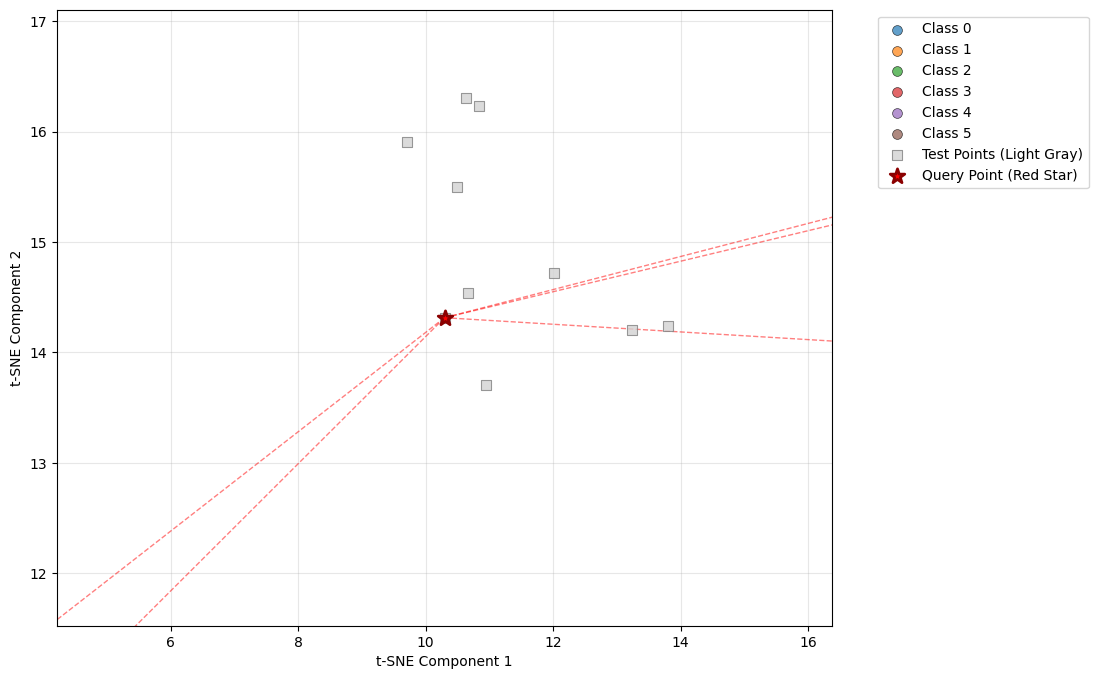 17
16
15
14
13
12
6
8
10
12
14
16
t-SNE Component 1
t-SNE Component 2
Class 0
Class 1
Class 2
Class 3
Class 4
Class 5
Test Points (Light Gray)
Query Point (Red Star)